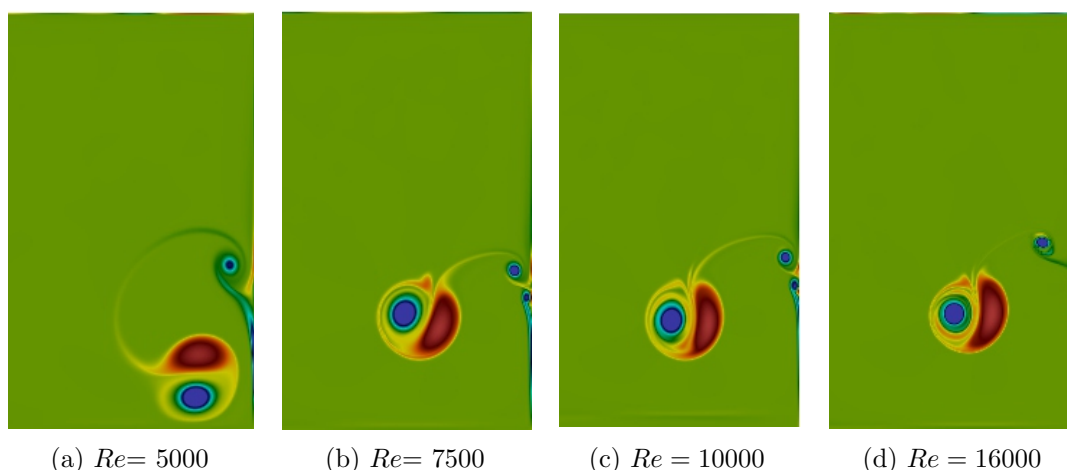 (a) Re= 5000 (b) Re= 7500 (c) Re = 10000 (d) Re = 16000